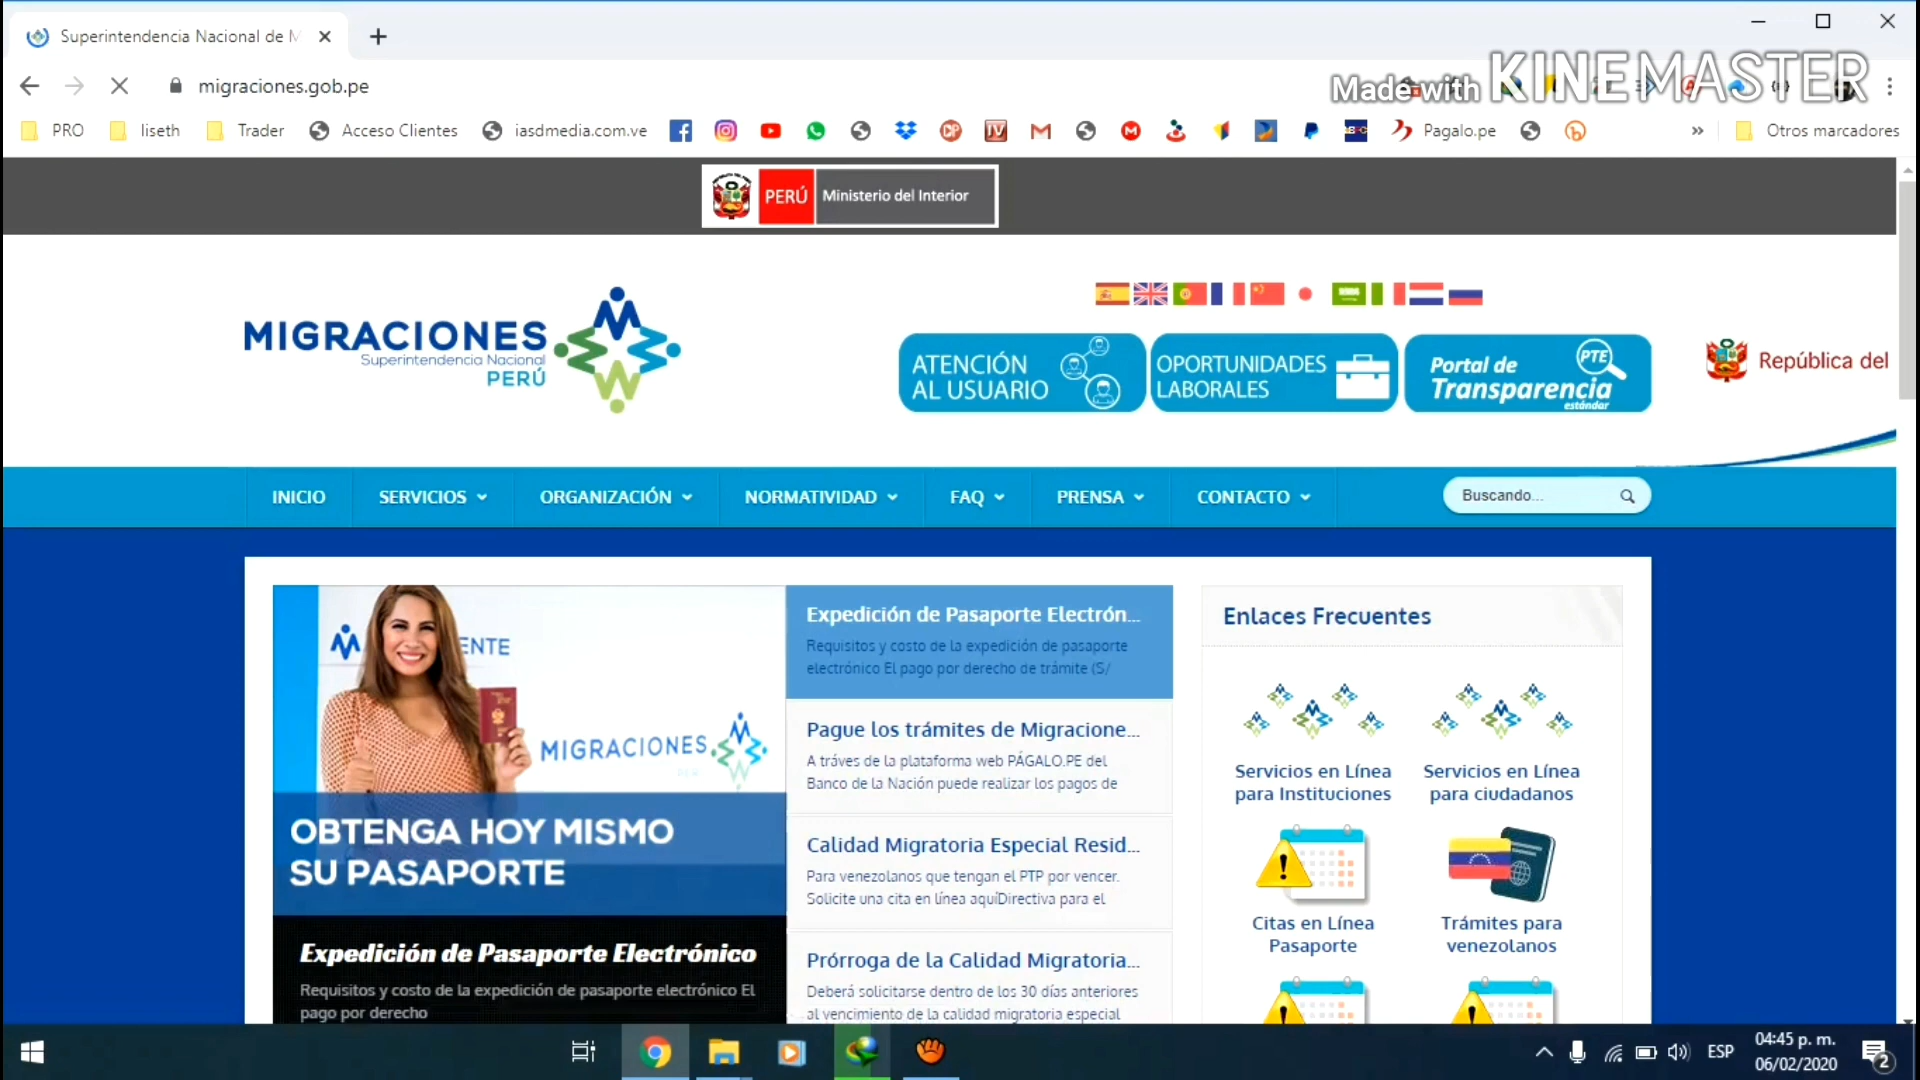 Superintendencia Nacional de M
migraciones.gob.pe
Made with KINEMASTER
PRO
liseth
Trader
Acceso Clientes
iasdmedia.com.ve
Pagalo.pe
»
Otros marcadores
PERÚ
Ministerio del Interior
MIGRACIONES
Superintendencia Nacional
PERÚ
ATENCIÓN
AL USUARIO
OPORTUNIDADES
LABORALES
PTE
Portal de
Transparencia
estándar
República del
INICIO
SERVICIOS
ORGANIZACIÓN
NORMATIVIDAD
FAQ
PRENSA
CONTACTO
Buscando...
ENTE
MIGRACIONES
OBTENGA HOY MISMO
SU PASAPORTE
Expedición de Pasaporte Electrónico
Requisitos y costo de la expedición de pasaporte electrónico El
pago por derecho
Expedición de Pasaporte Electrón...
Requisitos y costo de la expedición de pasaporte
electrónico El pago por derecho de trámite (S/
Pague los trámites de Migracione...
A tráves de la plataforma web PÁGALO.PE del
Banco de la Nación puede realizar los pagos de
Calidad Migratoria Especial Resid...
Para venezolanos que tengan el PTP por vencer.
Solicite una cita en línea aquíDirectiva para el
Prórroga de la Calidad Migratoria...
Deberá solicitarse dentro de los 30 días anteriores
al vencimiento de la calidad migratoria especial
Enlaces Frecuentes
Servicios en Línea
para Instituciones
Servicios en Línea
para ciudadanos
Citas en Línea
Pasaporte
Trámites para
venezolanos
ESP
04:45 p. m.
06/02/2020
2